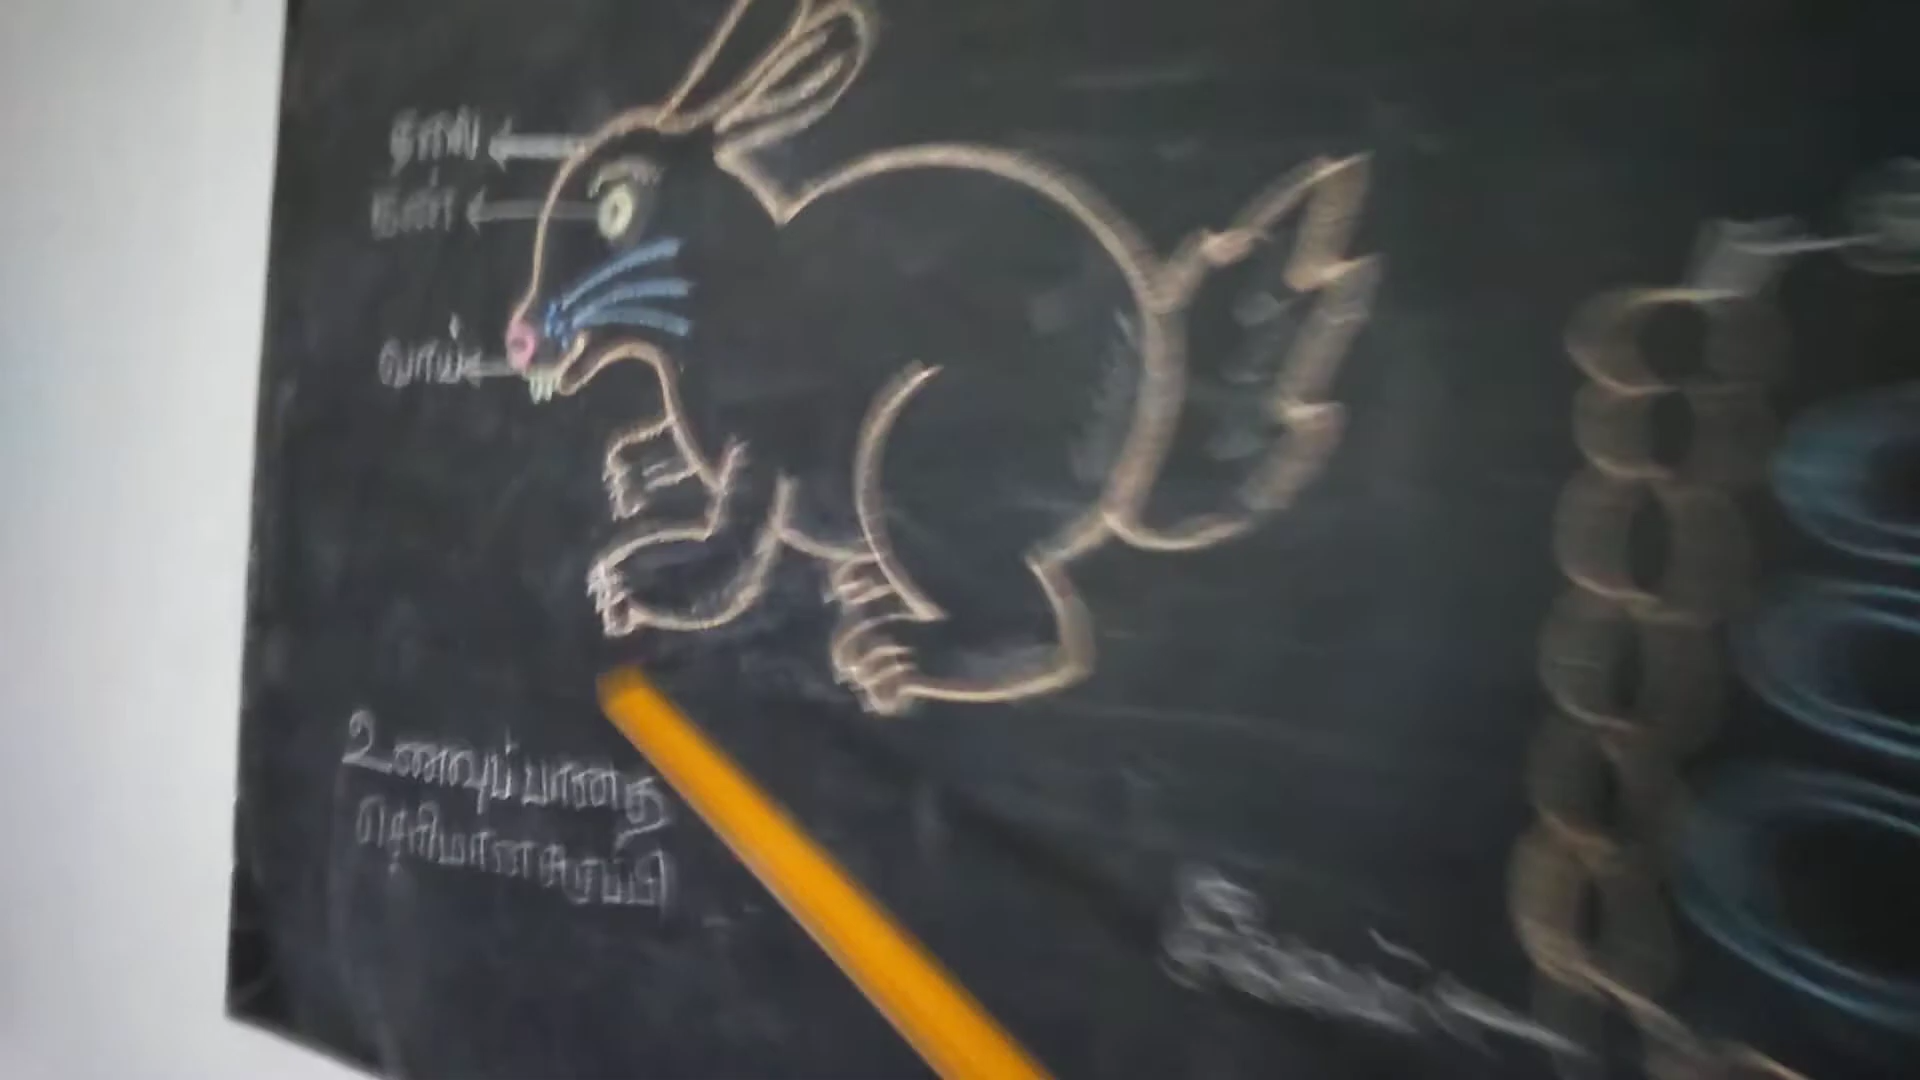 தலை
கண்
வாய்
உணவுப் பாதை
செரிமானசுரப்பி